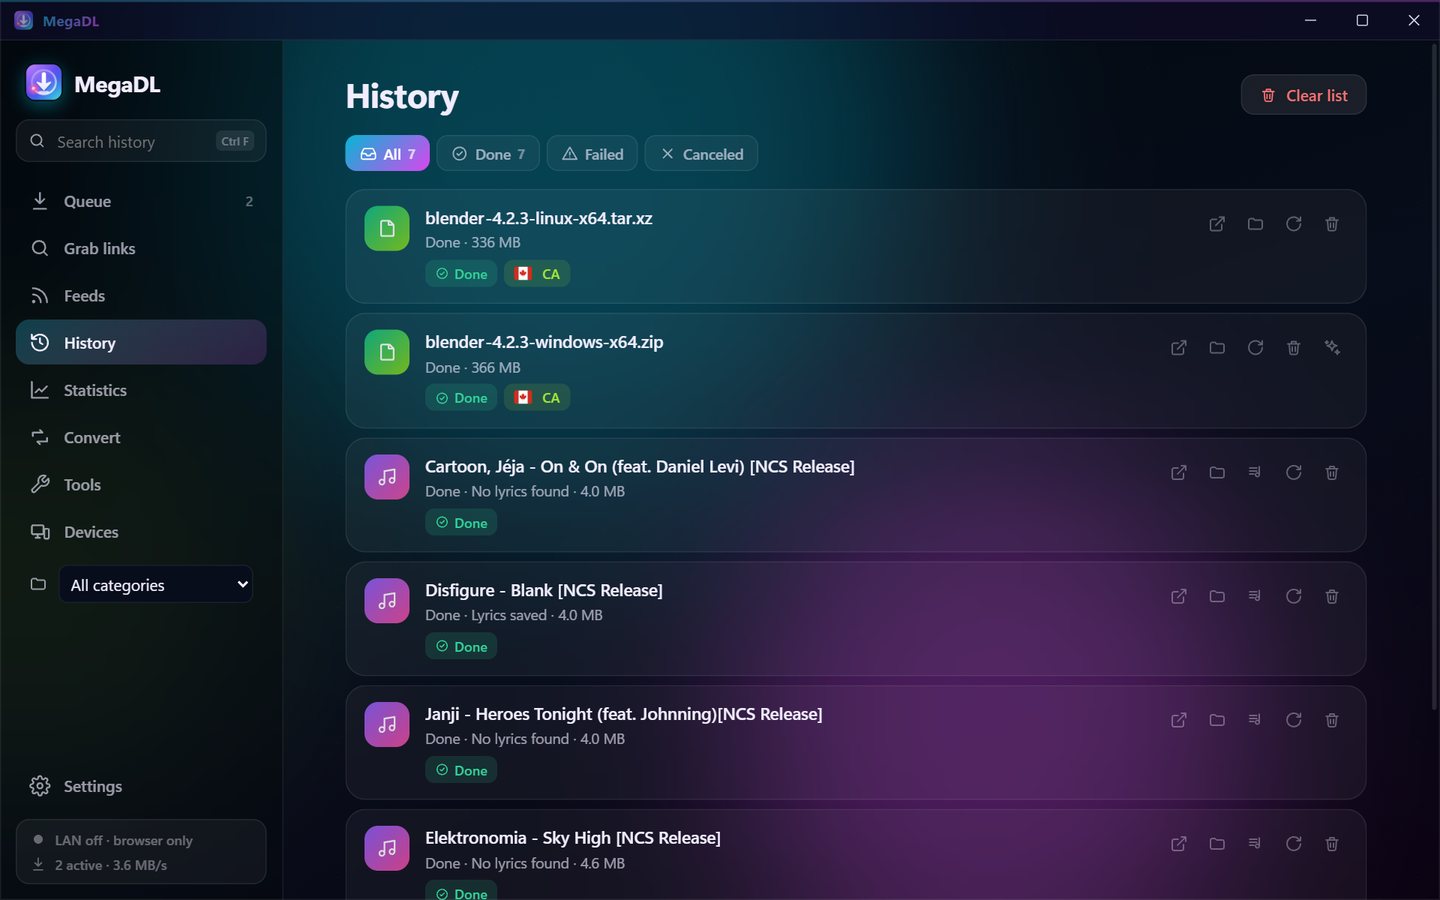 MegaDL
MegaDL
Search history
Ctrl F
Queue
2
Grab links
Feeds
History
Statistics
Convert
Tools
Devices
All categories
Settings
LAN off · browser only
2 active · 3.6 MB/s
History
Clear list
All 7
Done 7
Failed
Canceled
blender-4.2.3-linux-x64.tar.xz
Done · 336 MB
Done
CA
blender-4.2.3-windows-x64.zip
Done · 366 MB
Done
CA
Cartoon, Jéja - On & On (feat. Daniel Levi) [NCS Release]
Done · No lyrics found · 4.0 MB
Done
Disfigure - Blank [NCS Release]
Done · Lyrics saved · 4.0 MB
Done
Janji - Heroes Tonight (feat. Johnning)[NCS Release]
Done · No lyrics found · 4.0 MB
Done
Elektronomia - Sky High [NCS Release]
Done · No lyrics found · 4.6 MB
Done